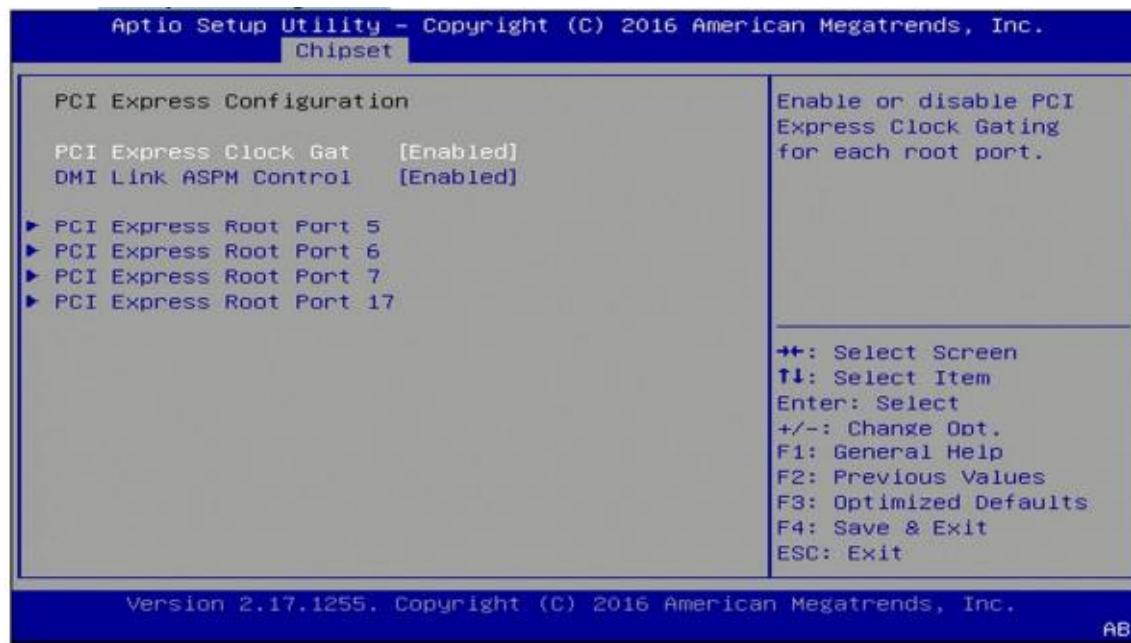 Aptio Setup Utility – Copyright (C) 2016 American Megatrends, Inc.
Chipset
PCI Express Configuration
PCI Express Clock Gat [Enabled]
DMI Link ASPM Control [Enabled]
► PCI Express Root Port 5
► PCI Express Root Port 6
► PCI Express Root Port 7
► PCI Express Root Port 17
Enable or disable PCI
Express Clock Gating
for each root port.
→←: Select Screen
↑↓: Select Item
Enter: Select
+/-: Change Opt.
F1: General Help
F2: Previous Values
F3: Optimized Defaults
F4: Save & Exit
ESC: Exit
Version 2.17.1255. Copyright (C) 2016 American Megatrends, Inc.
AB